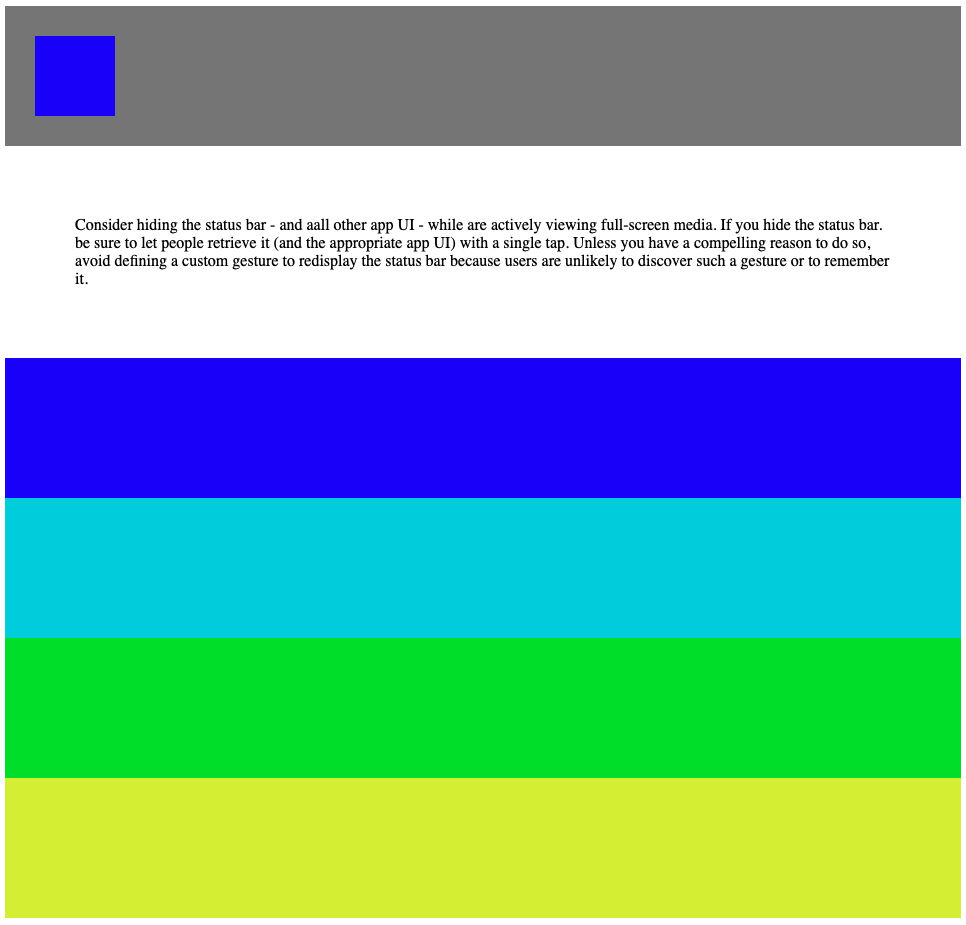 Consider hiding the status bar - and aall other app UI - while are actively viewing full-screen media. If you hide the status bar.
be sure to let people retrieve it (and the appropriate app UI) with a single tap. Unless you have a compelling reason to do so,
avoid defining a custom gesture to redisplay the status bar because users are unlikely to discover such a gesture or to remember
it.